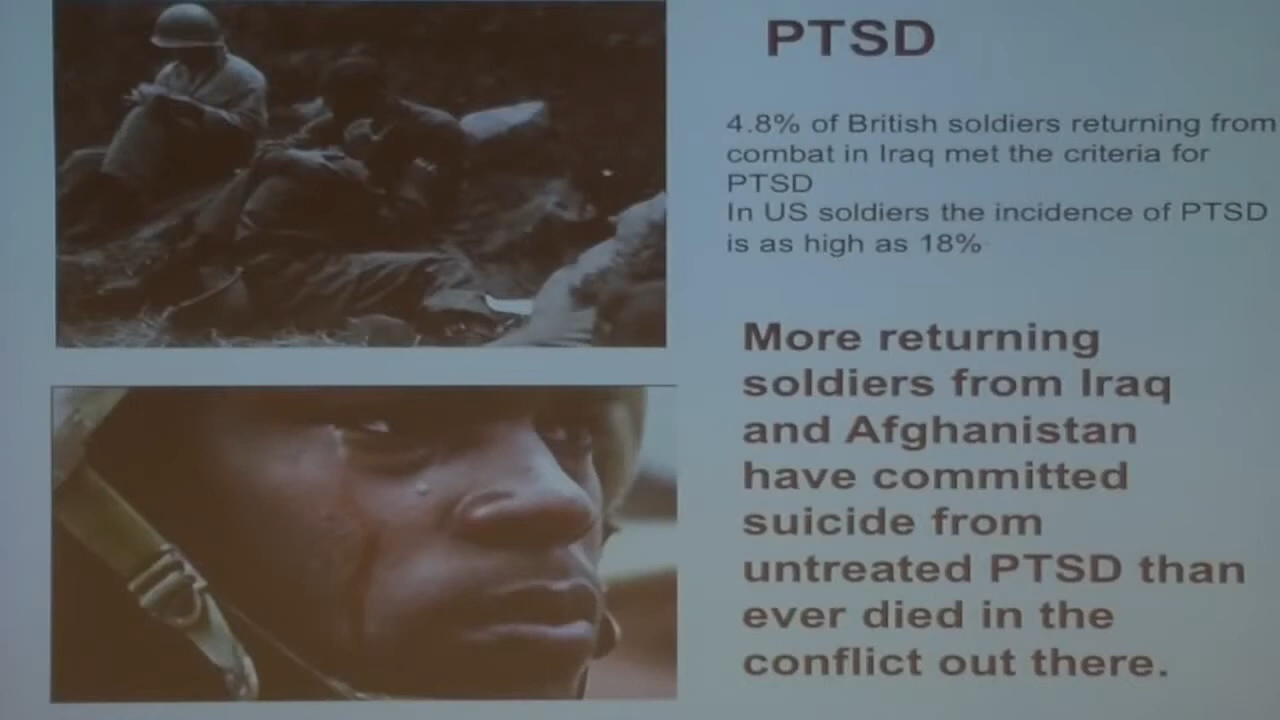 PTSD
4.8% of British soldiers returning from
combat in Iraq met the criteria for
PTSD
In US soldiers the incidence of PTSD
is as high as 18%
More returning
soldiers from Iraq
and Afghanistan
have committed
suicide from
untreated PTSD than
ever died in the
conflict out there.